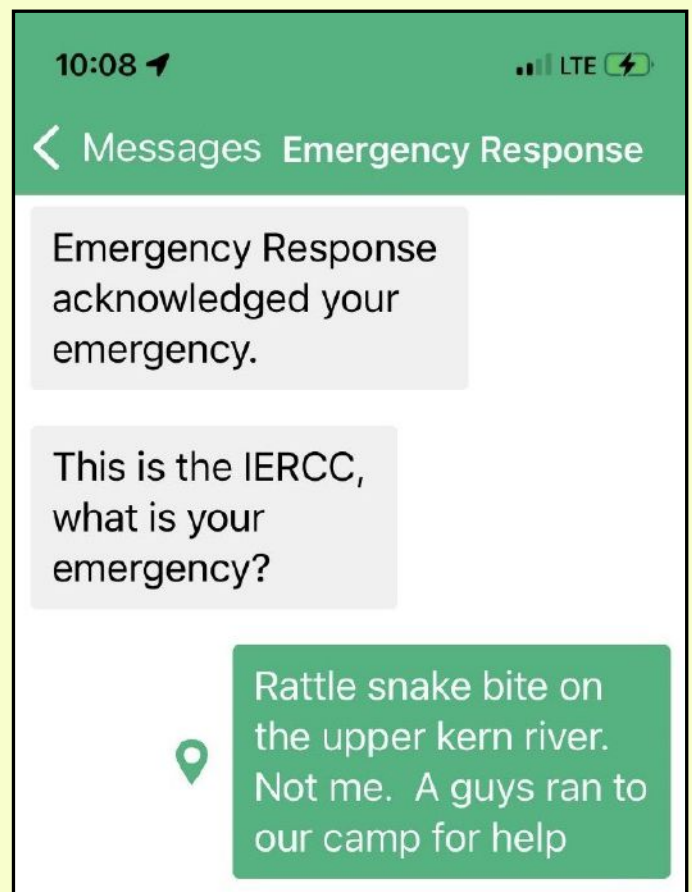 10:08 LTE
Messages Emergency Response
Emergency Response
acknowledged your
emergency.
This is the IERCC,
what is your
emergency?
Rattle snake bite on
the upper kern river.
Not me.  A guys ran to
our camp for help